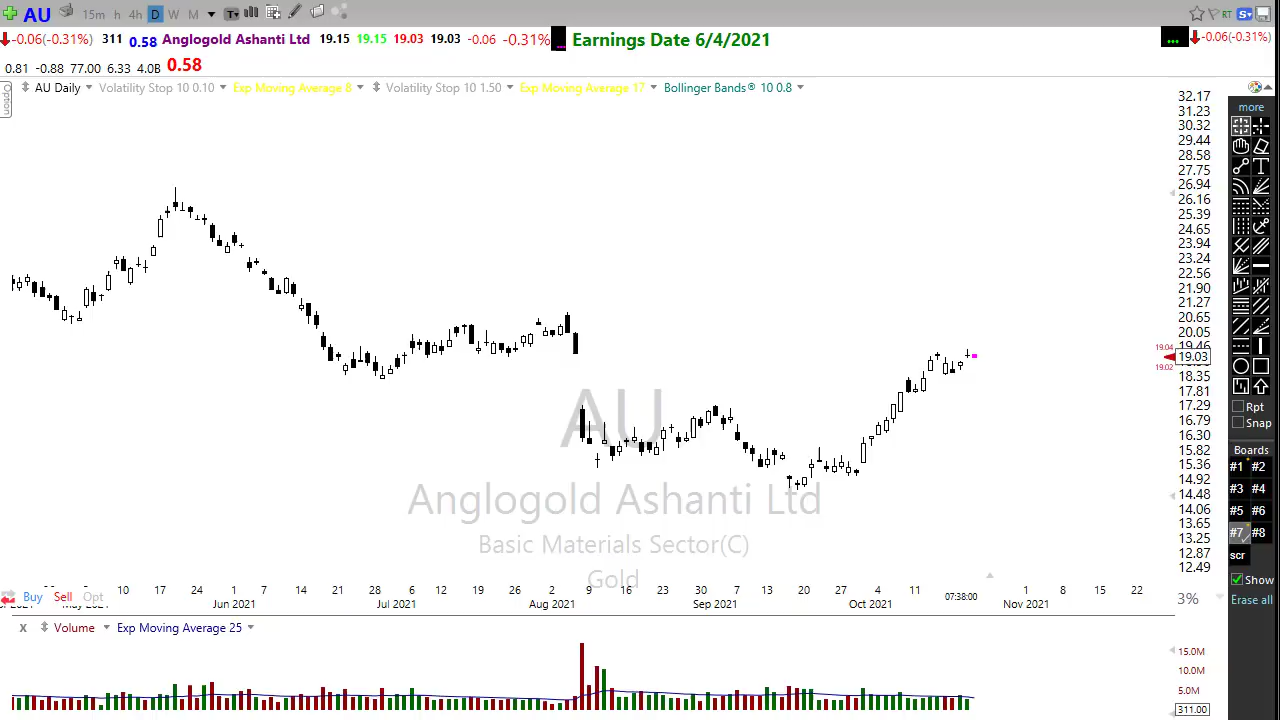 AU 15m h 4h D W M T RT S
-0.06(-0.31%) 311 0.58 Anglogold Ashanti Ltd 19.15 19.15 19.03 19.03 -0.06 -0.31% ... Earnings Date 6/4/2021 ... -0.06(-0.31%)
0.81 -0.88 77.00 6.33 4.0B 0.58
Option AU Daily Volatility Stop 10 0.10 Exp Moving Average 8 Volatility Stop 10 1.50 Exp Moving Average 17 Bollinger Bands® 10 0.8
32.17
31.23
30.32
29.44
28.58
27.75
26.94
26.16
25.39
24.65
23.94
23.24
22.56
21.90
21.27
20.65
20.05
19.46
19.04
19.03
19.02
18.35
17.81
17.29
16.79
16.30
15.82
15.36
14.92
14.48
14.06
13.65
13.25
12.87
12.49
AU
Anglogold Ashanti Ltd
Basic Materials Sector(C)
Gold
10 17 24 1 7 14 21 28 6 12 19 26 2 9 16 23 30 7 13 20 27 4 11 1 8 15 22
Buy Sell Opt
May 2021 Jun 2021 Jul 2021 Aug 2021 Sep 2021 Oct 2021 07:38:00 Nov 2021
3%
X Volume Exp Moving Average 25
15.0M
10.0M
5.0M
311.00
more
Rpt
Snap
Boards
#1 #2
#3 #4
#5 #6
#7 #8
scr
Show
Erase all